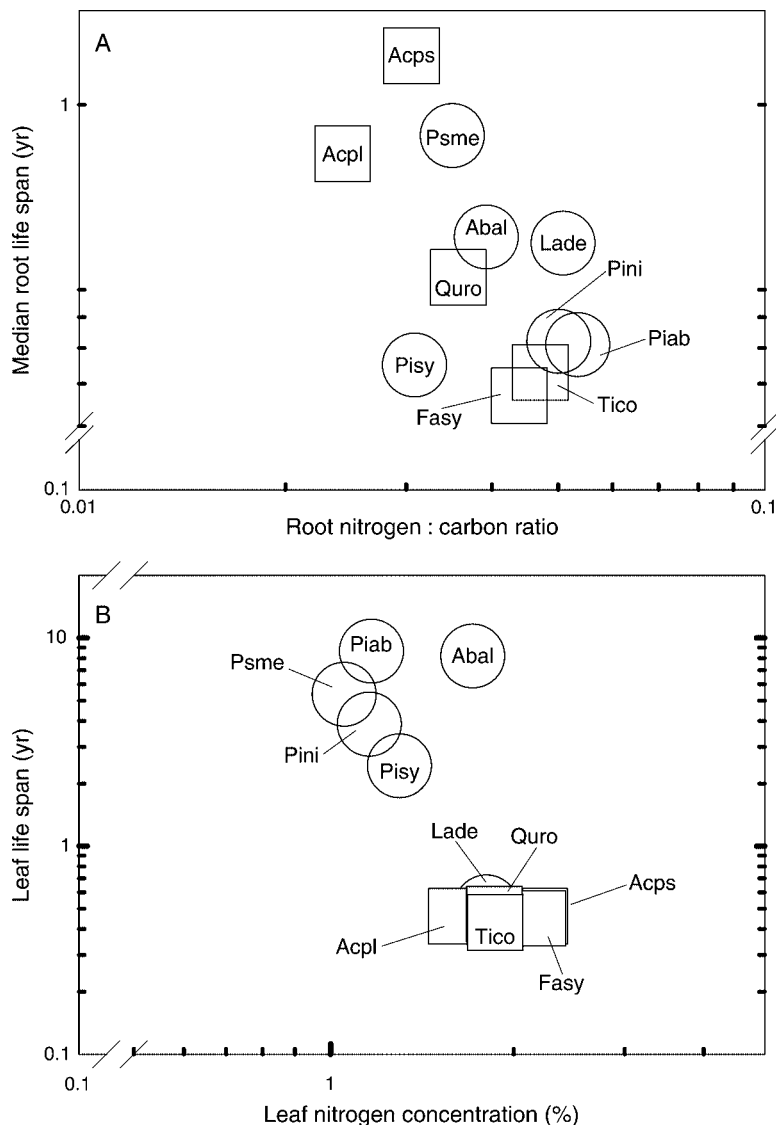 A
Acps
1
Psme
Acpl
Abal
Lade
Pini
Quro
Piab
Pisy
Fasy
Tico
0.1
0.01
0.1
Median root life span (yr)
Root nitrogen : carbon ratio
B
10
Piab
Psme
Abal
Pini
Pisy
1
Lade
Quro
Acps
Acpl
Tico
Fasy
0.1
0.1
1
Leaf life span (yr)
Leaf nitrogen concentration (%)